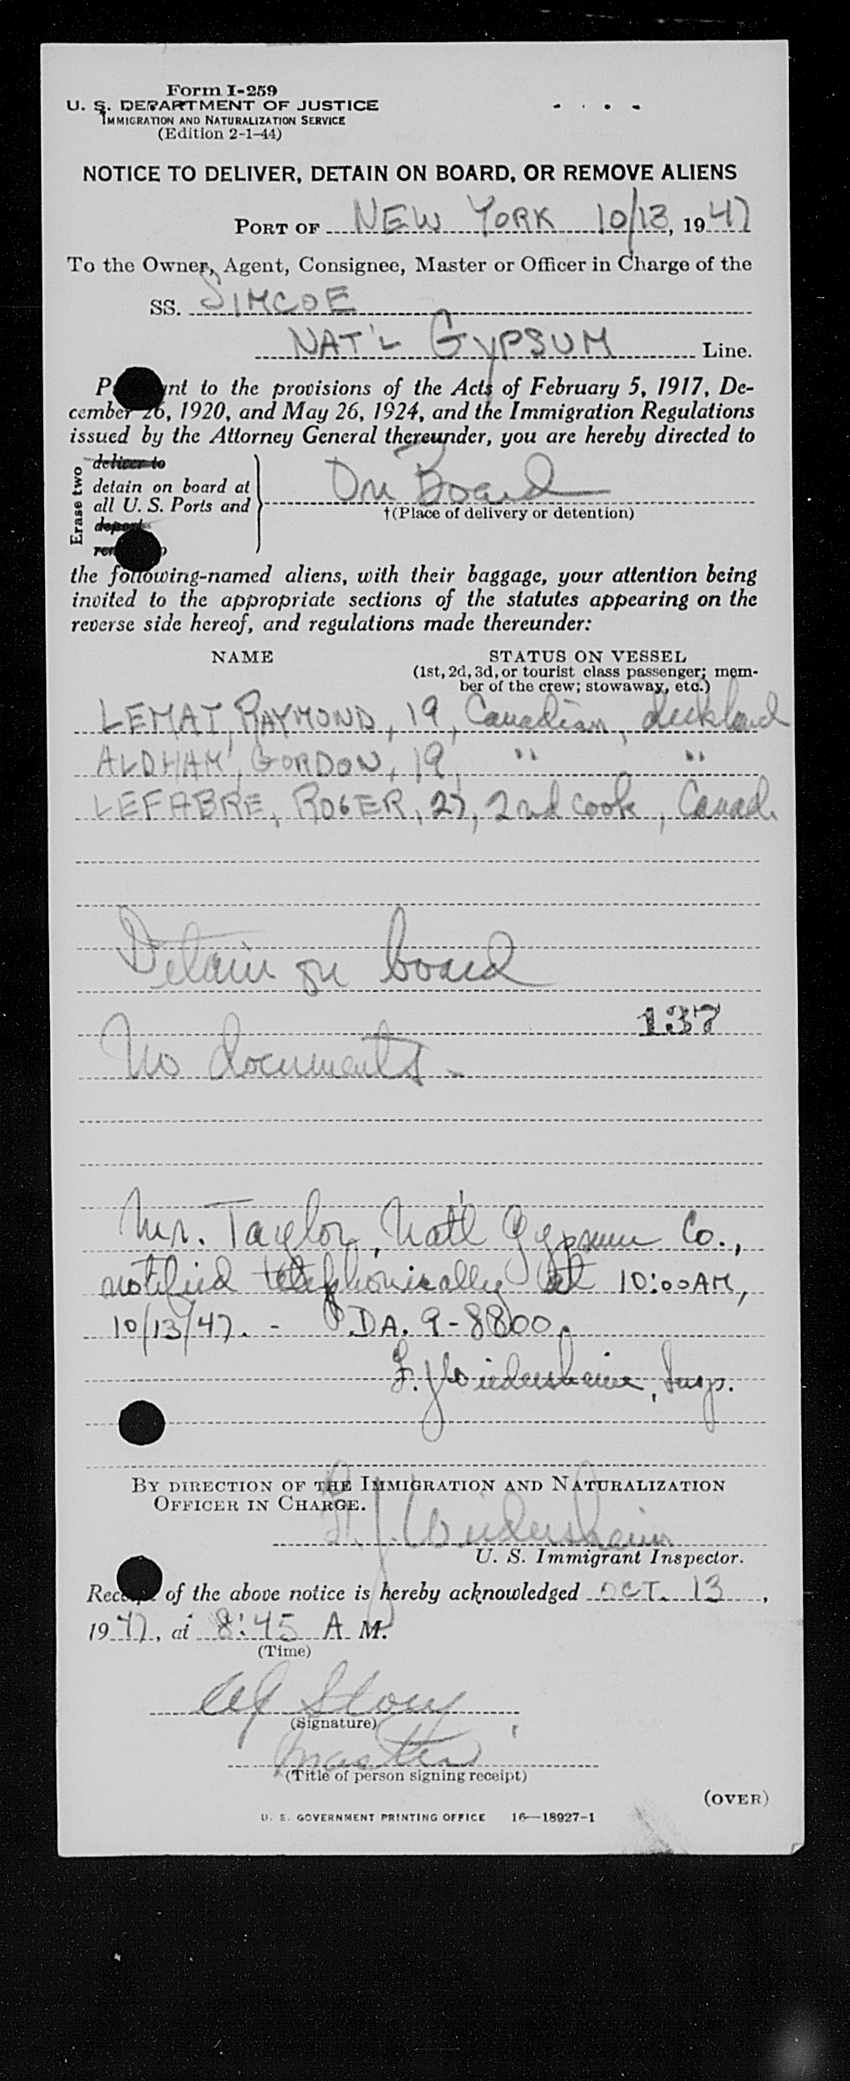 Form I-259
U. S. DEPARTMENT OF JUSTICE
IMMIGRATION AND NATURALIZATION SERVICE
(Edition 2-1-44)
NOTICE TO DELIVER, DETAIN ON BOARD, OR REMOVE ALIENS
PORT OF NEW YORK 10/13, 1947
To the Owner, Agent, Consignee, Master or Officer in Charge of the
SS. SIMCOE
NAT'L GYPSUM Line.
nt to the provisions of the Acts of February 5, 1917, De-
cember 26, 1920, and May 26, 1924, and the Immigration Regulations
issued by the Attorney General thereunder, you are hereby directed to
Erase two
deliver to
detain on board at
all U. S. Ports and
On Board
†(Place of delivery or detention)
the following-named aliens, with their baggage, your attention being
invited to the appropriate sections of the statutes appearing on the
reverse side hereof, and regulations made thereunder:
NAME STATUS ON VESSEL
(1st, 2d, 3d, or tourist class passenger; mem-
ber of the crew; stowaway, etc.)
LEMAY, RAYMOND, 19, Canadian, deckhand
ALDHAM, GORDON, 19, " "
LEFABRE, ROGER, 27, 2nd cook, Canad.
Detain on board
137
No documents -
Mr. Taylor, Nat'l Gypsum Co.,
notified telephonically at 10:00 AM,
10/13/47. - PDA. 9-8800.
F. J. Wiedersheim, Insp.
BY DIRECTION OF THE IMMIGRATION AND NATURALIZATION
OFFICER IN CHARGE.
F. J. Wiedersheim
U. S. Immigrant Inspector.
Receipt of the above notice is hereby acknowledged OCT. 13,
1947, at 8:45 A M.
(Time)
Story
(Signature)
Master
(Title of person signing receipt)
(OVER)
U. S. GOVERNMENT PRINTING OFFICE 16—18927-1